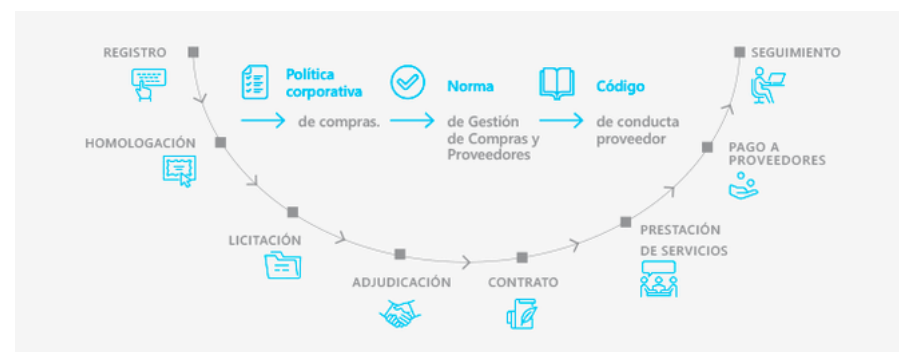 REGISTRO
HOMOLOGACIÓN
LICITACIÓN
ADJUDICACIÓN
CONTRATO
PRESTACIÓN
DE SERVICIOS
PAGO A
PROVEEDORES
SEGUIMIENTO
Política
corporativa
de compras.
Norma
de Gestión
de Compras y
Proveedores
Código
de conducta
proveedor